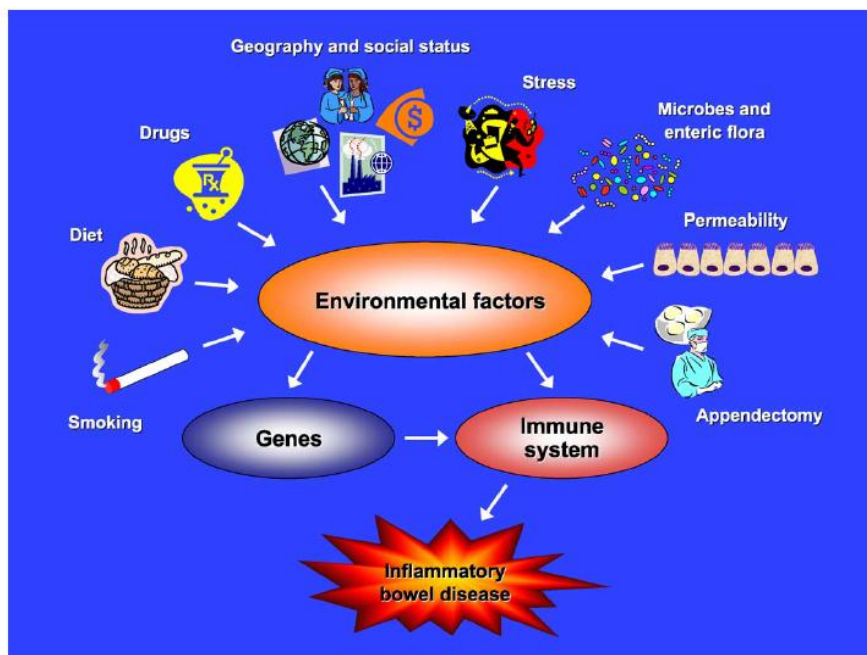 Geography and social status
Stress
Microbes and
enteric flora
Drugs
Rx
$
Permeability
Diet
Environmental factors
Smoking
Appendectomy
Genes
Immune
system
Inflammatory
bowel disease